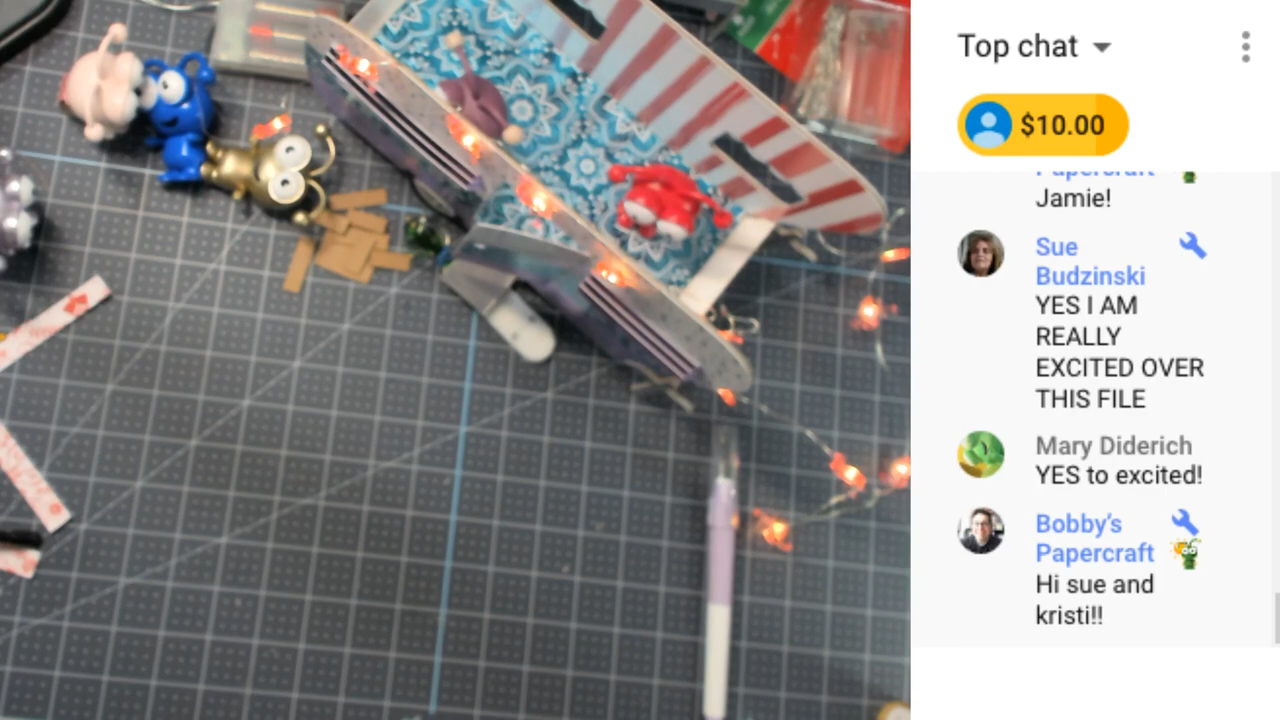 Top chat
$10.00
Papercraft
Jamie!
Sue
Budzinski
YES I AM
REALLY
EXCITED OVER
THIS FILE
Mary Diderich
YES to excited!
Bobby’s
Papercraft
Hi sue and
kristi!!